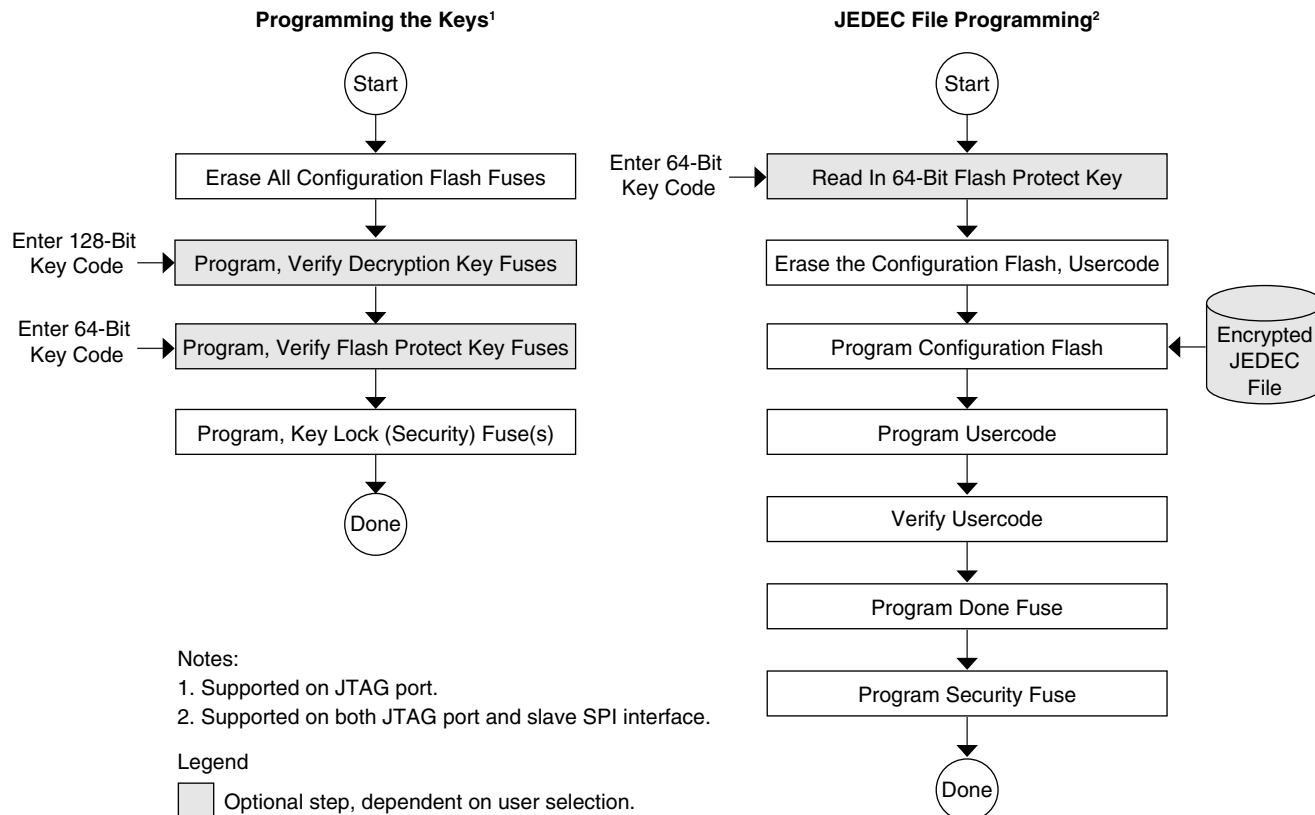 Programming the Keys¹
Start
Erase All Configuration Flash Fuses
Enter 128-Bit
Key Code
Program, Verify Decryption Key Fuses
Enter 64-Bit
Key Code
Program, Verify Flash Protect Key Fuses
Program, Key Lock (Security) Fuse(s)
Done
JEDEC File Programming²
Start
Enter 64-Bit
Key Code
Read In 64-Bit Flash Protect Key
Erase the Configuration Flash, Usercode
Program Configuration Flash
Encrypted
JEDEC
File
Program Usercode
Verify Usercode
Program Done Fuse
Program Security Fuse
Done
Notes:
1. Supported on JTAG port.
2. Supported on both JTAG port and slave SPI interface.
Legend
Optional step, dependent on user selection.